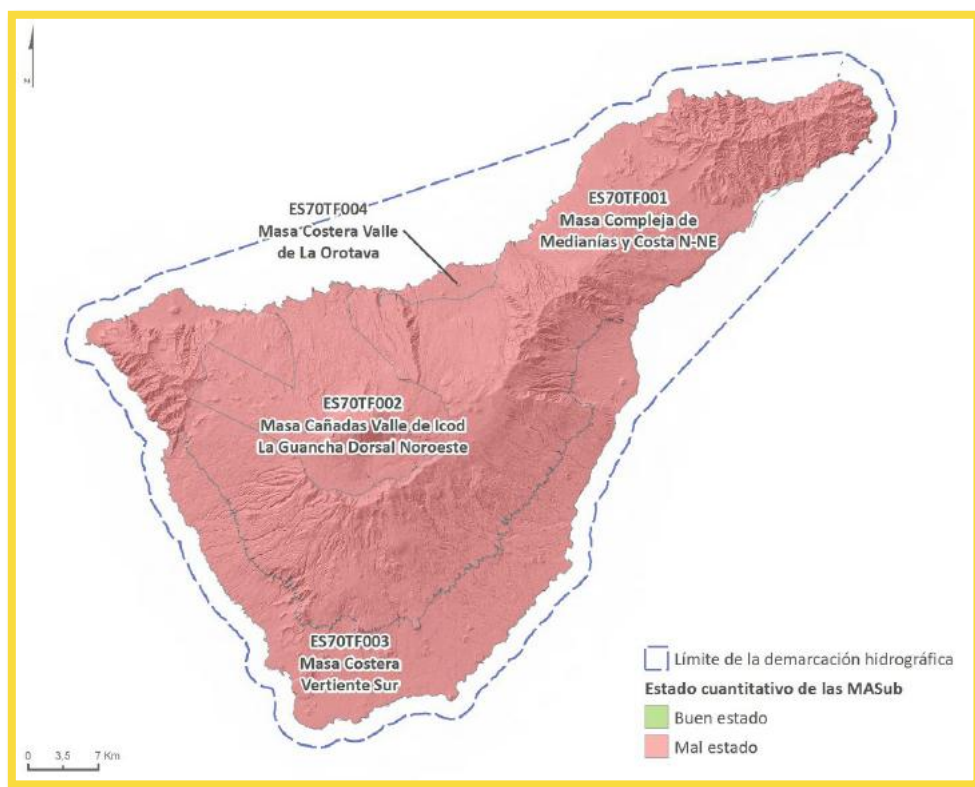 N
ES70TF001
Masa Compleja de
Medianías y Costa N-NE
ES70TF004
Masa Costera Valle
de La Orotava
ES70TF002
Masa Cañadas Valle de Icod
La Guancha Dorsal Noroeste
ES70TF003
Masa Costera
Vertiente Sur
Límite de la demarcación hidrográfica
Estado cuantitativo de las MASub
Buen estado
Mal estado
0 3,5 7 Km